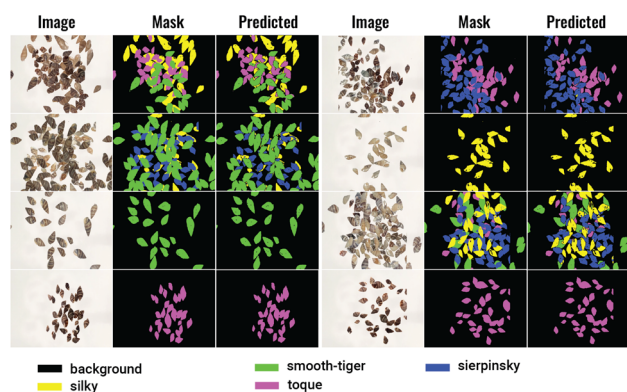 Image Mask Predicted Image Mask Predicted
background smooth-tiger sierpinsky
silky toque